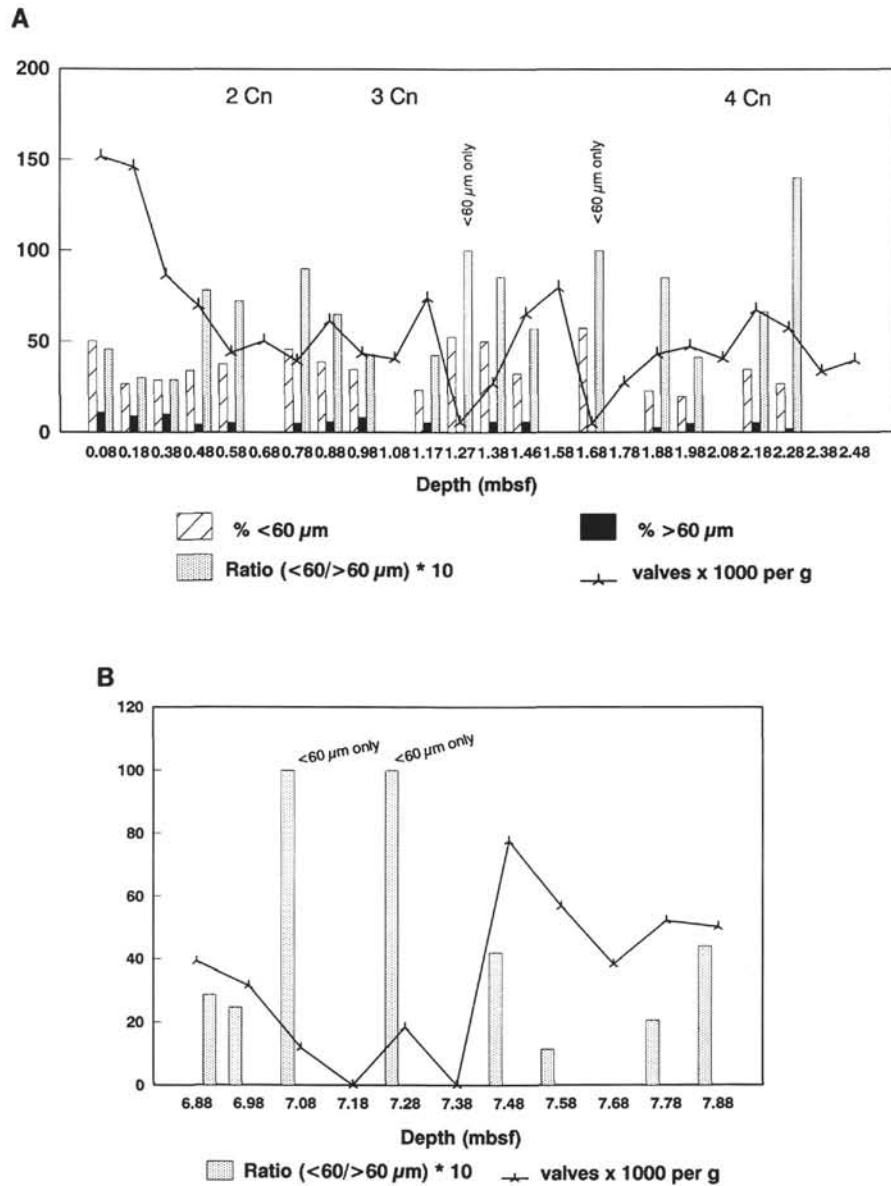 A
200
2 Cn 3 Cn 4 Cn
<60 µm only <60 µm only
150
100
50
0
0.08 0.18 0.38 0.48 0.58 0.68 0.78 0.88 0.98 1.08 1.17 1.27 1.38 1.46 1.58 1.68 1.78 1.88 1.98 2.08 2.18 2.28 2.38 2.48
Depth (mbsf)
% <60 µm % >60 µm
Ratio (<60/>60 µm) * 10 valves x 1000 per g
B
120
<60 µm only <60 µm only
100
80
60
40
20
0
6.88 6.98 7.08 7.18 7.28 7.38 7.48 7.58 7.68 7.78 7.88
Depth (mbsf)
Ratio (<60/>60 µm) * 10 valves x 1000 per g